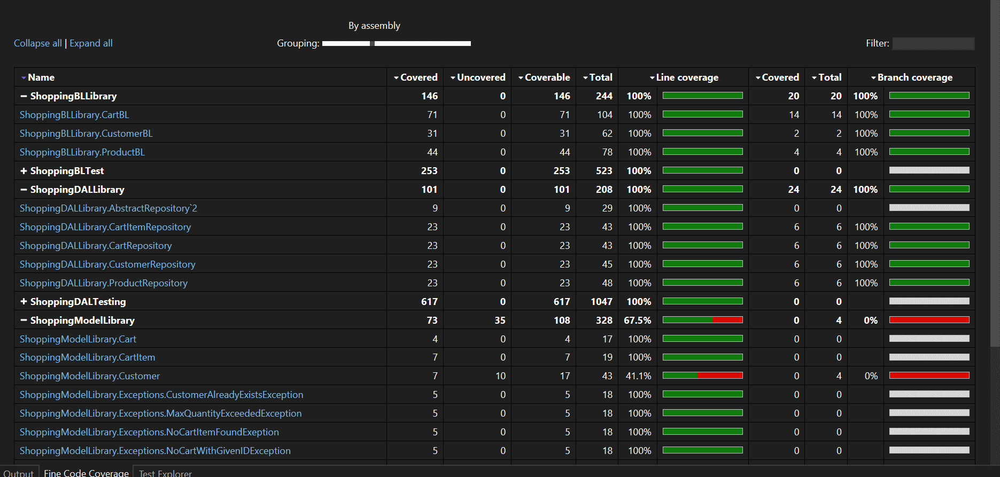 By assembly
Collapse all | Expand all Grouping: Filter:
Name Covered Uncovered Coverable Total Line coverage Covered Total Branch coverage
− ShoppingBLLibrary 146 0 146 244 100% 20 20 100%
ShoppingBLLibrary.CartBL 71 0 71 104 100% 14 14 100%
ShoppingBLLibrary.CustomerBL 31 0 31 62 100% 2 2 100%
ShoppingBLLibrary.ProductBL 44 0 44 78 100% 4 4 100%
+ ShoppingBLTest 253 0 253 523 100% 0 0
− ShoppingDALLibrary 101 0 101 208 100% 24 24 100%
ShoppingDALLibrary.AbstractRepository`2 9 0 9 29 100% 0 0
ShoppingDALLibrary.CartItemRepository 23 0 23 43 100% 6 6 100%
ShoppingDALLibrary.CartRepository 23 0 23 43 100% 6 6 100%
ShoppingDALLibrary.CustomerRepository 23 0 23 45 100% 6 6 100%
ShoppingDALLibrary.ProductRepository 23 0 23 48 100% 6 6 100%
+ ShoppingDALTesting 617 0 617 1047 100% 0 0
− ShoppingModelLibrary 73 35 108 328 67.5% 0 4 0%
ShoppingModelLibrary.Cart 4 0 4 17 100% 0 0
ShoppingModelLibrary.CartItem 7 0 7 19 100% 0 0
ShoppingModelLibrary.Customer 7 10 17 43 41.1% 0 4 0%
ShoppingModelLibrary.Exceptions.CustomerAlreadyExistsException 5 0 5 18 100% 0 0
ShoppingModelLibrary.Exceptions.MaxQuantityExceededException 5 0 5 18 100% 0 0
ShoppingModelLibrary.Exceptions.NoCartItemFoundExeption 5 0 5 18 100% 0 0
ShoppingModelLibrary.Exceptions.NoCartWithGivenIDException 5 0 5 18 100% 0 0
Output Fine Code Coverage Test Explorer